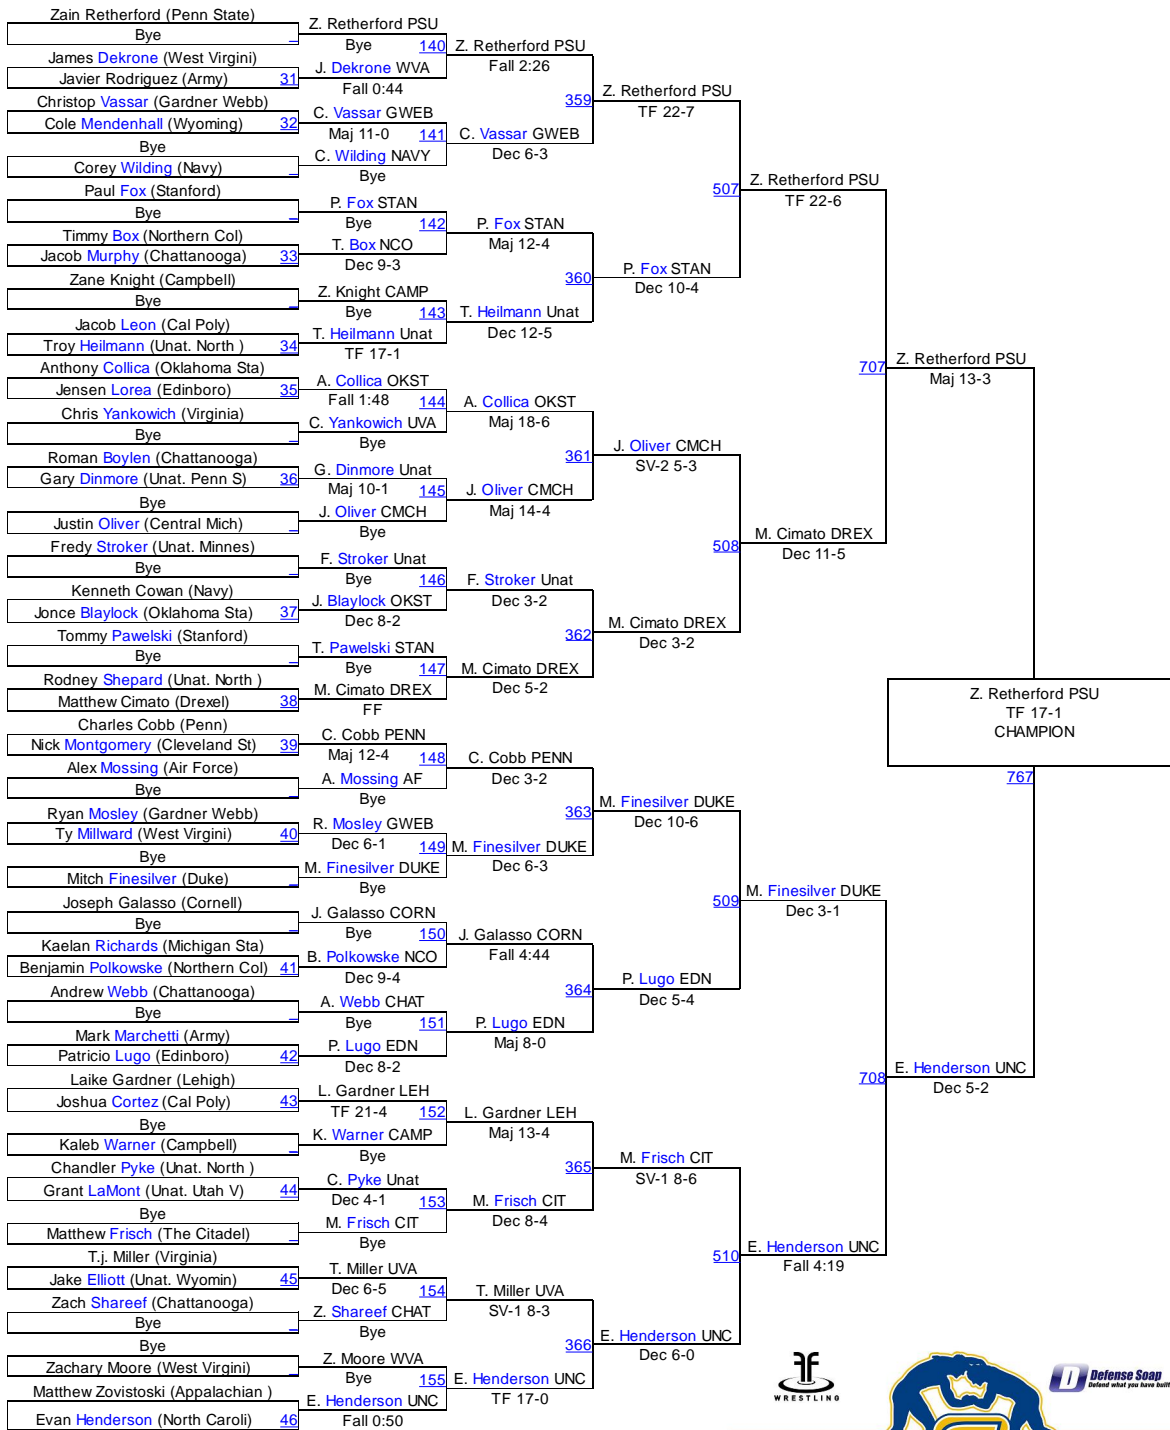 Zain Retherford (Penn State)
Bye
James Dekrone (West Virgini)
Javier Rodriguez (Army) 31
Christop Vassar (Gardner Webb)
Cole Mendenhall (Wyoming) 32
Bye
Corey Wilding (Navy)
Paul Fox (Stanford)
Bye
Timmy Box (Northern Col)
Jacob Murphy (Chattanooga) 33
Zane Knight (Campbell)
Bye
Jacob Leon (Cal Poly)
Troy Heilmann (Unat. North ) 34
Anthony Collica (Oklahoma Sta)
Jensen Lorea (Edinboro) 35
Chris Yankowich (Virginia)
Bye
Roman Boylen (Chattanooga)
Gary Dinmore (Unat. Penn S) 36
Bye
Justin Oliver (Central Mich)
Fredy Stroker (Unat. Minnes)
Bye
Kenneth Cowan (Navy)
Jonce Blaylock (Oklahoma Sta) 37
Tommy Pawelski (Stanford)
Bye
Rodney Shepard (Unat. North )
Matthew Cimato (Drexel) 38
Charles Cobb (Penn)
Nick Montgomery (Cleveland St) 39
Alex Mossing (Air Force)
Bye
Ryan Mosley (Gardner Webb)
Ty Millward (West Virgini) 40
Bye
Mitch Finesilver (Duke)
Joseph Galasso (Cornell)
Bye
Kaelan Richards (Michigan Sta)
Benjamin Polkowske (Northern Col) 41
Andrew Webb (Chattanooga)
Bye
Mark Marchetti (Army)
Patricio Lugo (Edinboro) 42
Laike Gardner (Lehigh)
Joshua Cortez (Cal Poly) 43
Bye
Kaleb Warner (Campbell)
Chandler Pyke (Unat. North )
Grant LaMont (Unat. Utah V) 44
Bye
Matthew Frisch (The Citadel)
T.j. Miller (Virginia)
Jake Elliott (Unat. Wyomin) 45
Zach Shareef (Chattanooga)
Bye
Bye
Zachary Moore (West Virgini)
Matthew Zovistoski (Appalachian )
Evan Henderson (North Caroli) 46
Z. Retherford PSU
Bye 140
J. Dekrone WVA
Fall 0:44
C. Vassar GWEB
Maj 11-0 141
C. Wilding NAVY
Bye
P. Fox STAN
Bye 142
T. Box NCO
Dec 9-3
Z. Knight CAMP
Bye 143
T. Heilmann Unat
TF 17-1
A. Collica OKST
Fall 1:48 144
C. Yankowich UVA
Bye
G. Dinmore Unat
Maj 10-1 145
J. Oliver CMCH
Bye
F. Stroker Unat
Bye 146
J. Blaylock OKST
Dec 8-2
T. Pawelski STAN
Bye 147
M. Cimato DREX
FF
C. Cobb PENN
Maj 12-4 148
A. Mossing AF
Bye
R. Mosley GWEB
Dec 6-1 149
M. Finesilver DUKE
Bye
J. Galasso CORN
Bye 150
B. Polkowske NCO
Dec 9-4
A. Webb CHAT
Bye 151
P. Lugo EDN
Dec 8-2
L. Gardner LEH
TF 21-4 152
K. Warner CAMP
Bye
C. Pyke Unat
Dec 4-1 153
M. Frisch CIT
Bye
T. Miller UVA
Dec 6-5 154
Z. Shareef CHAT
Bye
Z. Moore WVA
Bye 155
E. Henderson UNC
Fall 0:50
Z. Retherford PSU
Fall 2:26
359
C. Vassar GWEB
Dec 6-3
P. Fox STAN
Maj 12-4
360
T. Heilmann Unat
Dec 12-5
A. Collica OKST
Maj 18-6
361
J. Oliver CMCH
Maj 14-4
F. Stroker Unat
Dec 3-2
362
M. Cimato DREX
Dec 5-2
C. Cobb PENN
Dec 3-2
363
M. Finesilver DUKE
Dec 6-3
J. Galasso CORN
Fall 4:44
364
P. Lugo EDN
Maj 8-0
L. Gardner LEH
Maj 13-4
365
M. Frisch CIT
Dec 8-4
T. Miller UVA
SV-1 8-3
366
E. Henderson UNC
TF 17-0
Z. Retherford PSU
TF 22-7
507
P. Fox STAN
Dec 10-4
J. Oliver CMCH
SV-2 5-3
508
M. Cimato DREX
Dec 3-2
M. Finesilver DUKE
Dec 10-6
509
P. Lugo EDN
Dec 5-4
M. Frisch CIT
SV-1 8-6
510
E. Henderson UNC
Dec 6-0
Z. Retherford PSU
TF 22-6
707
M. Cimato DREX
Dec 11-5
M. Finesilver DUKE
Dec 3-1
708
E. Henderson UNC
Fall 4:19
Z. Retherford PSU
Maj 13-3
E. Henderson UNC
Dec 5-2
Z. Retherford PSU
TF 17-1
CHAMPION
767
WRESTLING
Defense Soap
Defend what you have built